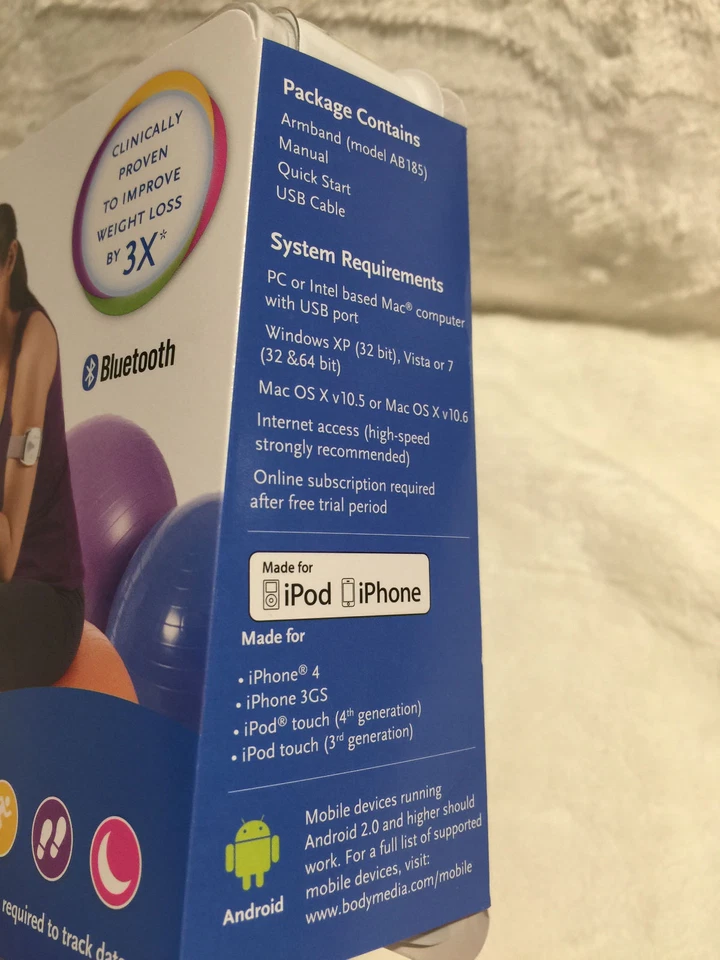 CLINICALLY
PROVEN
TO IMPROVE
WEIGHT LOSS
BY 3X*
Bluetooth
required to track
Package Contains
Armband (model AB185)
Manual
Quick Start
USB Cable
System Requirements
PC or Intel based Mac® computer
with USB port
Windows XP (32 bit), Vista or 7
(32 &64 bit)
Mac OS X v10.5 or Mac OS X v10.6
Internet access (high-speed
strongly recommended)
Online subscription required
after free trial period
Made for
iPod iPhone
Made for
• iPhone® 4
• iPhone 3GS
• iPod® touch (4th generation)
• iPod touch (3rd generation)
Android
Mobile devices running
Android 2.0 and higher should
work. For a full list of supported
mobile devices, visit:
www.bodymedia.com/mobile